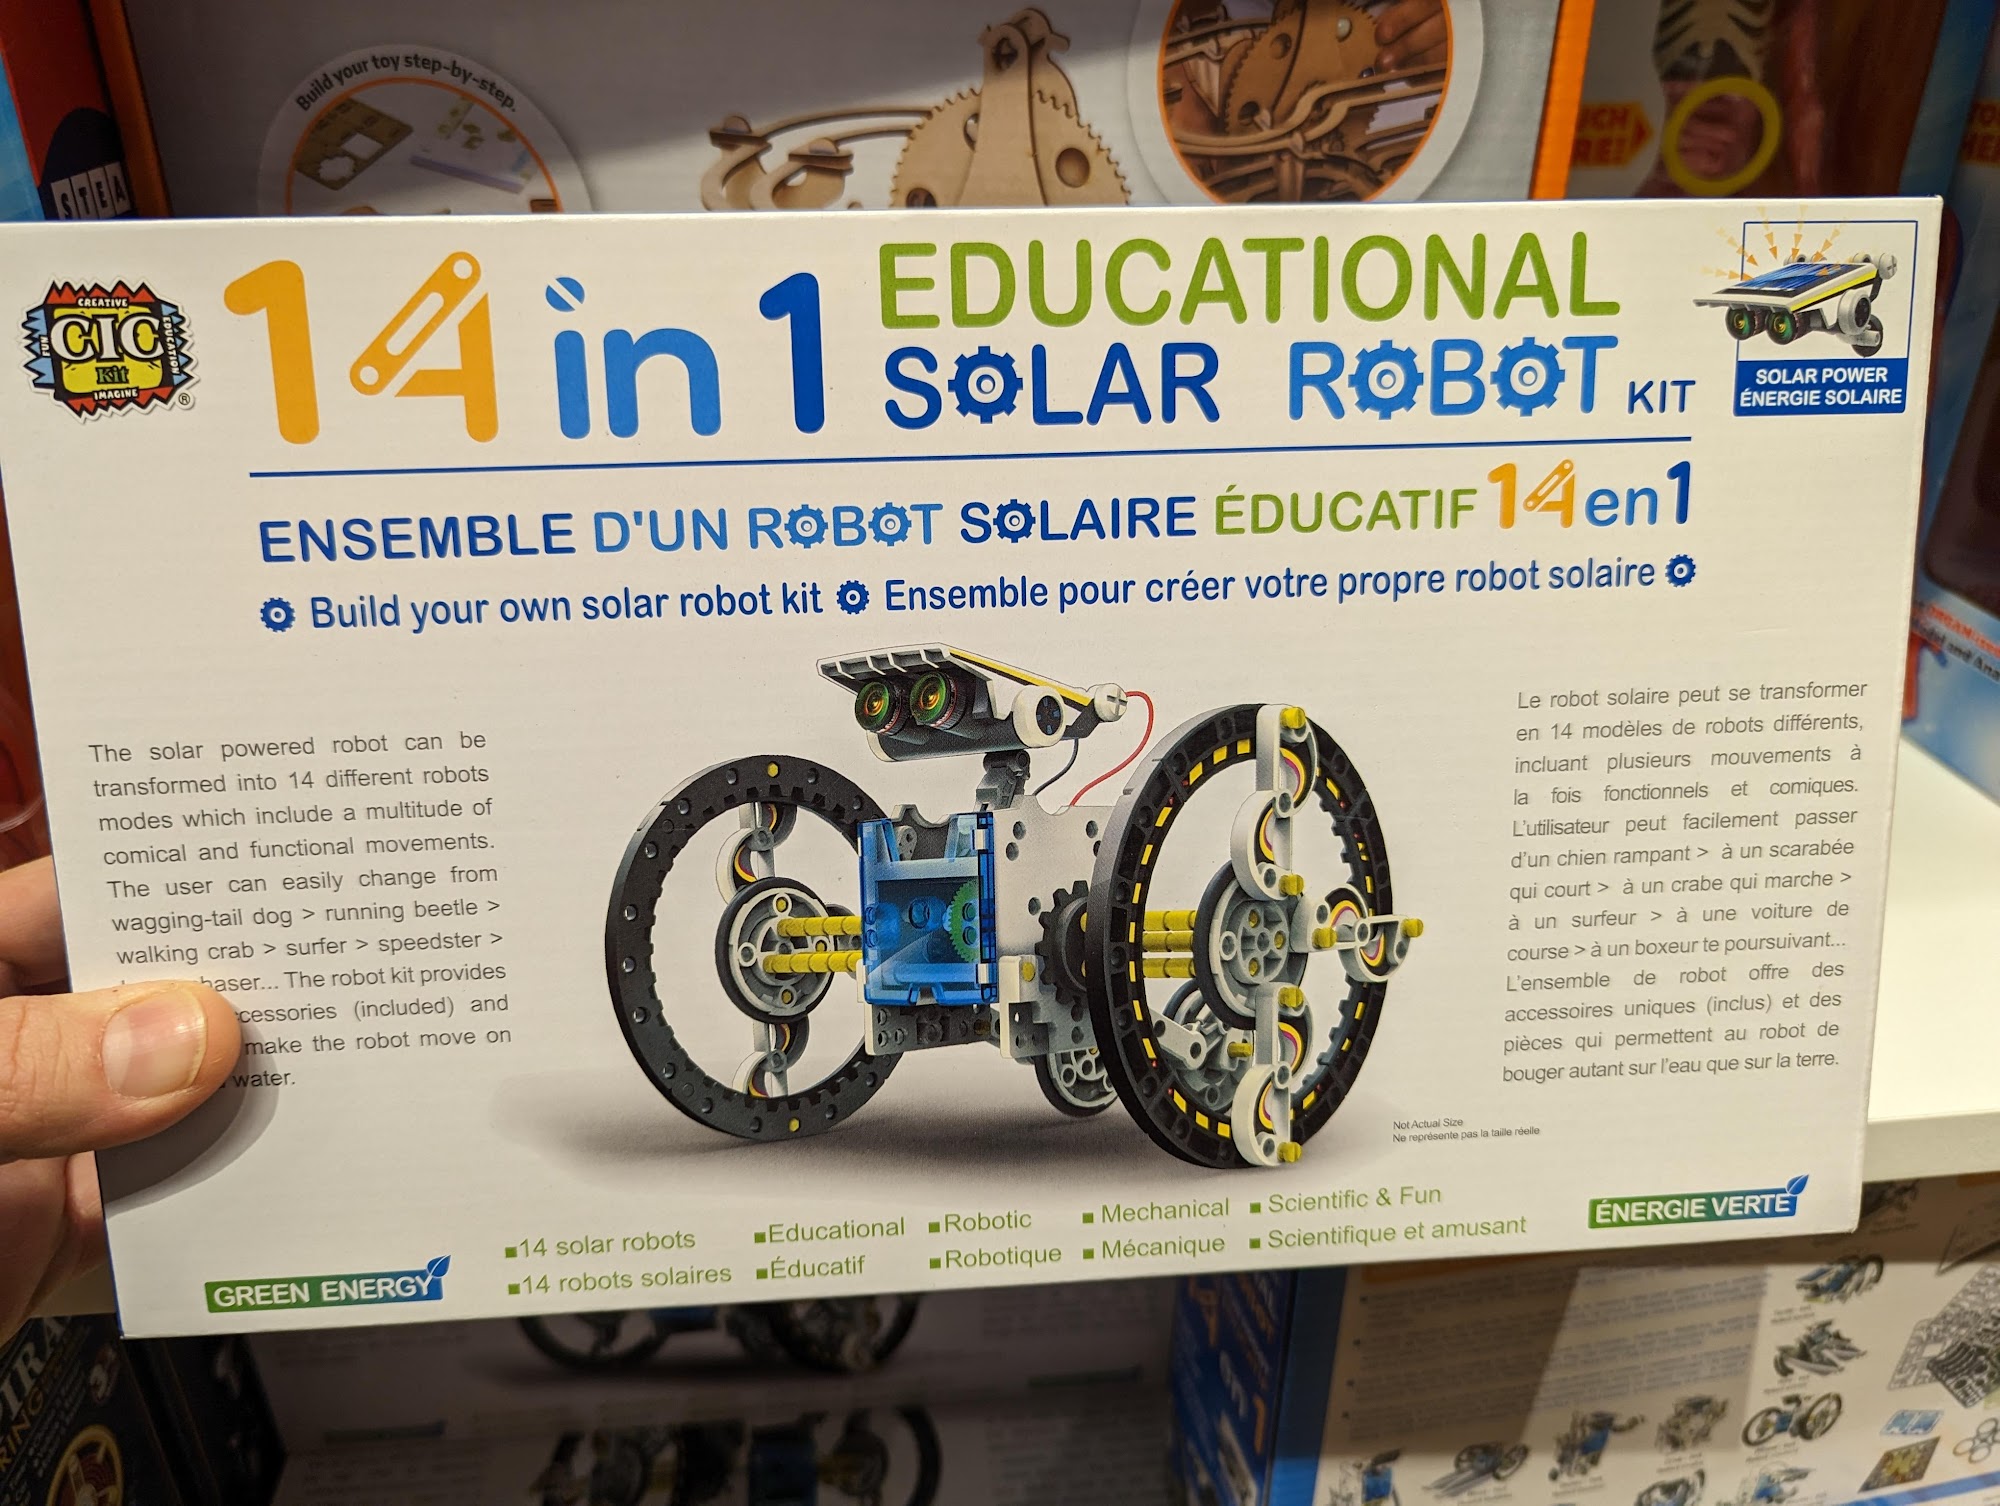 Build your toy step-by-step.
STEA
CREATIVE
FUN
CIC
EDUCATION
Kit
IMAGINE
®
14 in 1 EDUCATIONAL
SOLAR ROBOT KIT
SOLAR POWER
ÉNERGIE SOLAIRE
ENSEMBLE D'UN ROBOT SOLAIRE ÉDUCATIF 14 en 1
Build your own solar robot kit Ensemble pour créer votre propre robot solaire
The solar powered robot can be
transformed into 14 different robots
modes which include a multitude of
comical and functional movements.
The user can easily change from
wagging-tail dog > running beetle >
walking crab > surfer > speedster >
haser... The robot kit provides
ccessories (included) and
make the robot move on
water.
Le robot solaire peut se transformer
en 14 modèles de robots différents,
incluant plusieurs mouvements à
la fois fonctionnels et comiques.
L'utilisateur peut facilement passer
d'un chien rampant > à un scarabée
qui court > à un crabe qui marche >
à un surfeur > à une voiture de
course > à un boxeur te poursuivant...
L'ensemble de robot offre des
accessoires uniques (inclus) et des
pièces qui permettent au robot de
bouger autant sur l'eau que sur la terre.
Not Actual Size
Ne représente pas la taille réelle
14 solar robots
14 robots solaires
Educational
Éducatif
Robotic
Robotique
Mechanical
Mécanique
Scientific & Fun
Scientifique et amusant
GREEN ENERGY
ÉNERGIE VERTE